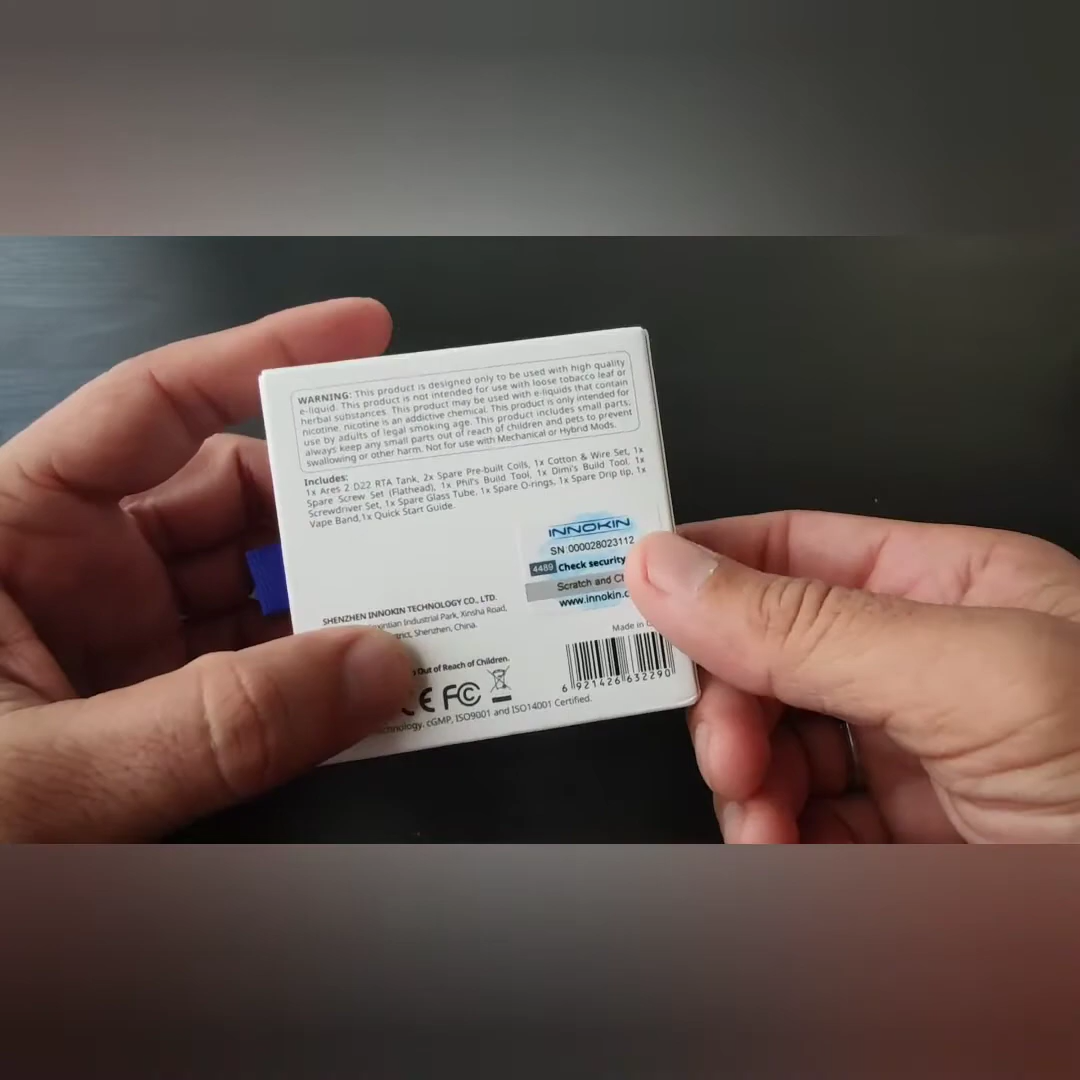 WARNING: This product is designed only to be used with high quality
e-liquid. This product is not intended for use with loose tobacco leaf or
herbal substances. This product may be used with e-liquids that contain
nicotine, nicotine is an addictive chemical. This product is only intended for
use by adults of legal smoking age. This product includes small parts;
always keep any small parts out of reach of children and pets to prevent
swallowing or other harm. Not for use with Mechanical or Hybrid Mods.
Includes:
1x Ares 2 D22 RTA Tank, 2x Spare Pre-built Coils, 1x Cotton & Wire Set, 1x
Spare Screw Set (Flathead), 1x Phil's Build Tool, 1x Dimi's Build Tool, 1x
Screwdriver Set, 1x Spare Glass Tube, 1x Spare O-rings, 1x Spare Drip tip, 1x
Vape Band,1x Quick Start Guide.
INNOKIN
SN:000028023112
4489 Check security
Scratch and
www.innokin.
SHENZHEN INNOKIN TECHNOLOGY CO., LTD.
Industrial Park, Xinsha Road,
Shenzhen, China.
Made in
Out of Reach of Children.
CE FC
6 921426 632290
cGMP, ISO9001 and ISO14001 Certified.